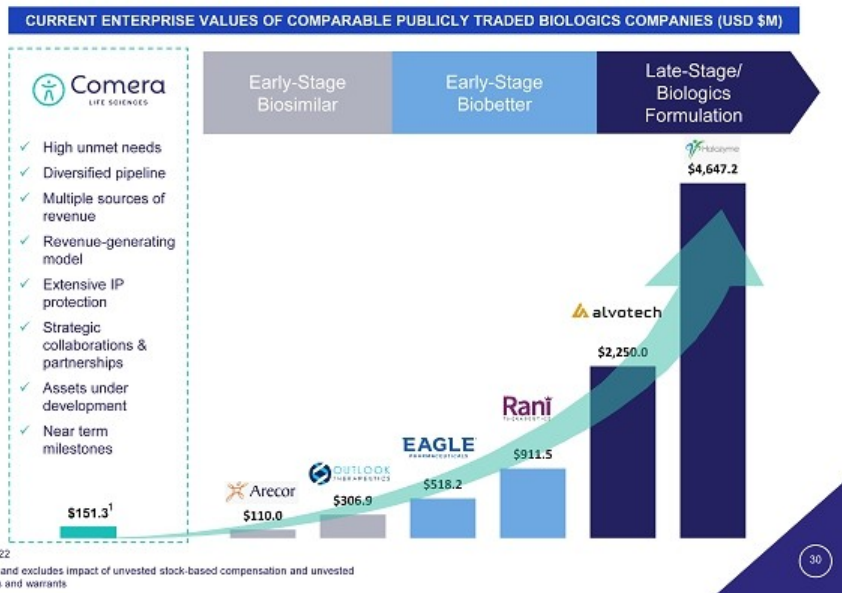 CURRENT ENTERPRISE VALUES OF COMPARABLE PUBLICLY TRADED BIOLOGICS COMPANIES (USD $M)
Comera
LIFE SCIENCES
✓ High unmet needs
✓ Diversified pipeline
✓ Multiple sources of
revenue
✓ Revenue-generating
model
✓ Extensive IP
protection
✓ Strategic
collaborations &
partnerships
✓ Assets under
development
✓ Near term
milestones
$151.3¹
Early-Stage
Biosimilar
Early-Stage
Biobetter
Late-Stage/
Biologics
Formulation
Arecor
$110.0
OUTLOOK
THERAPEUTICS
$306.9
EAGLE
PHARMACEUTICALS
$518.2
Rani
THERAPEUTICS
$911.5
alvotech
$2,250.0
Halozyme
$4,647.2
22
and excludes impact of unvested stock-based compensation and unvested
s and warrants
30